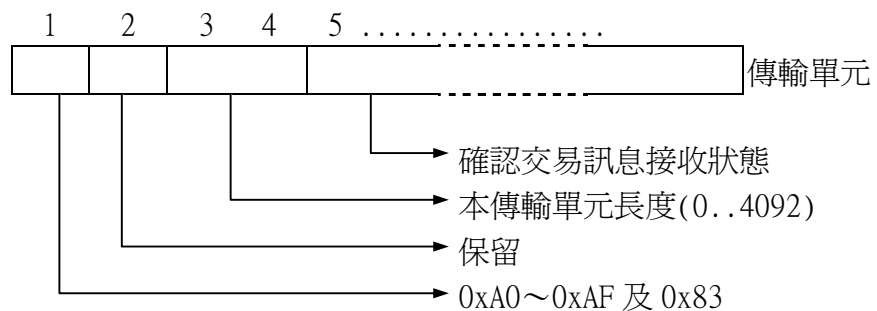 1 2 3 4 5 ................
傳輸單元
確認交易訊息接收狀態
本傳輸單元長度(0..4092)
保留
0xA0～0xAF 及 0x83